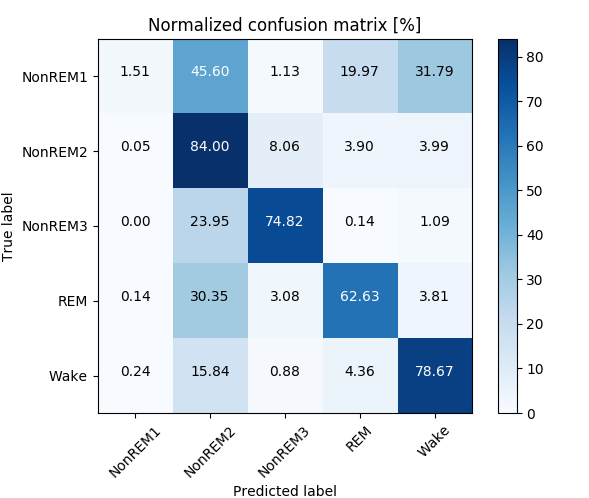 Normalized confusion matrix [%]
NonREM1 1.51 45.60 1.13 19.97 31.79
NonREM2 0.05 84.00 8.06 3.90 3.99
NonREM3 0.00 23.95 74.82 0.14 1.09
REM 0.14 30.35 3.08 62.63 3.81
Wake 0.24 15.84 0.88 4.36 78.67
True label
NonREM1 NonREM2 NonREM3 REM Wake
Predicted label
80
70
60
50
40
30
20
10
0